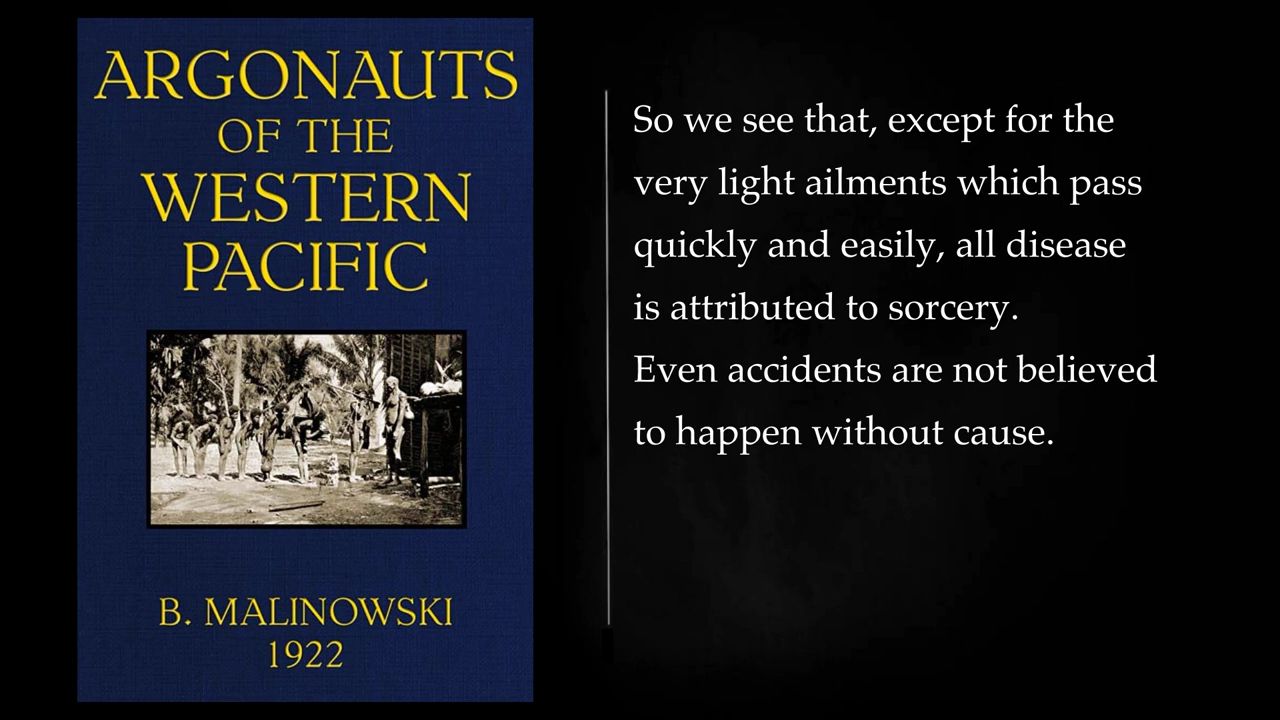 ARGONAUTS
OF THE
WESTERN
PACIFIC
B. MALINOWSKI
1922
So we see that, except for the
very light ailments which pass
quickly and easily, all disease
is attributed to sorcery.
Even accidents are not believed
to happen without cause.